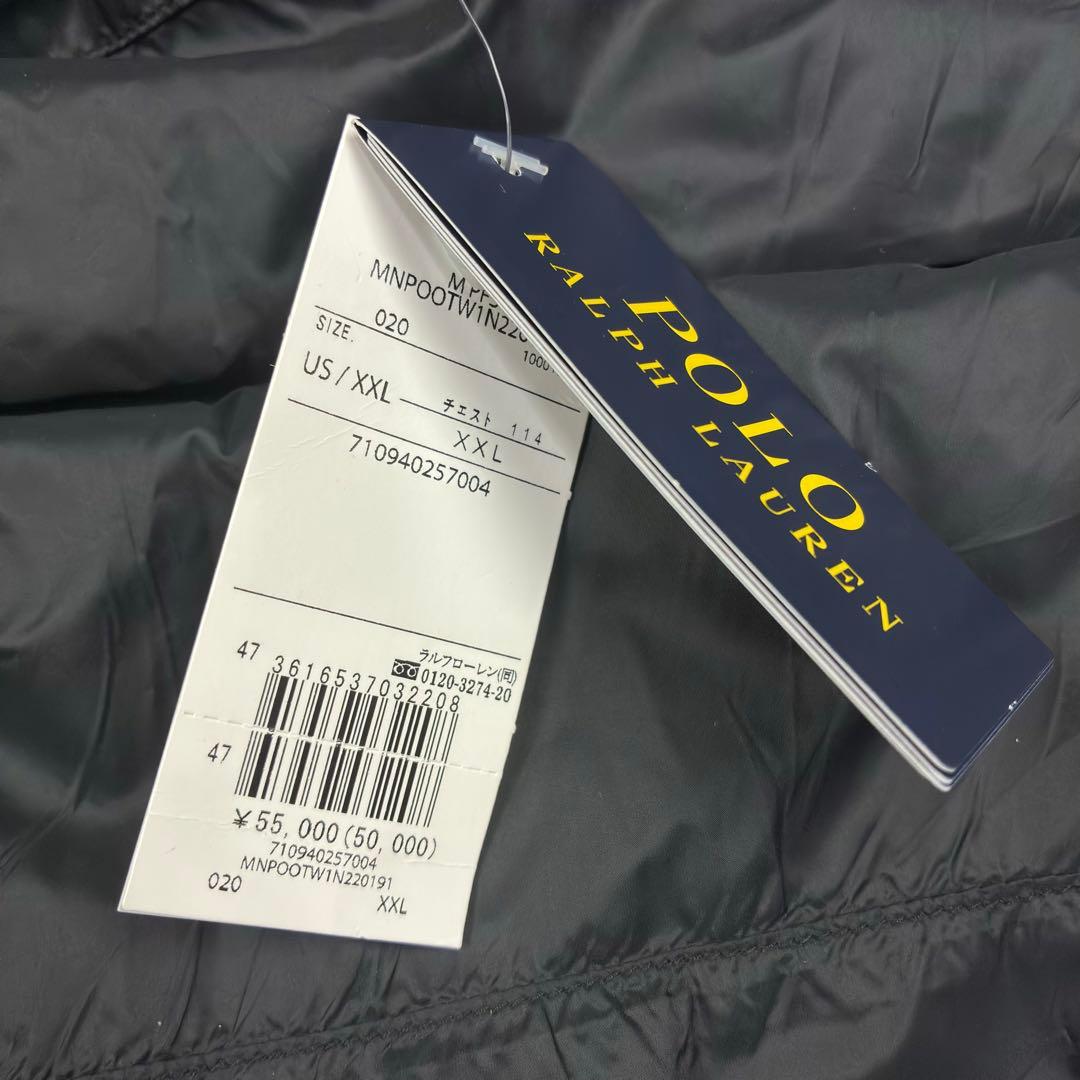 MNPOOTW1N220
020
10001
SIZE.
US / XXL
チェスト 114
XXL
710940257004
ラルフローレン(同)
0120-3274-20
47
3616537032208
47
¥55,000(50,000)
710940257004
MNPOOTW1N220191
020
XXL
POLO
RALPH LAUREN